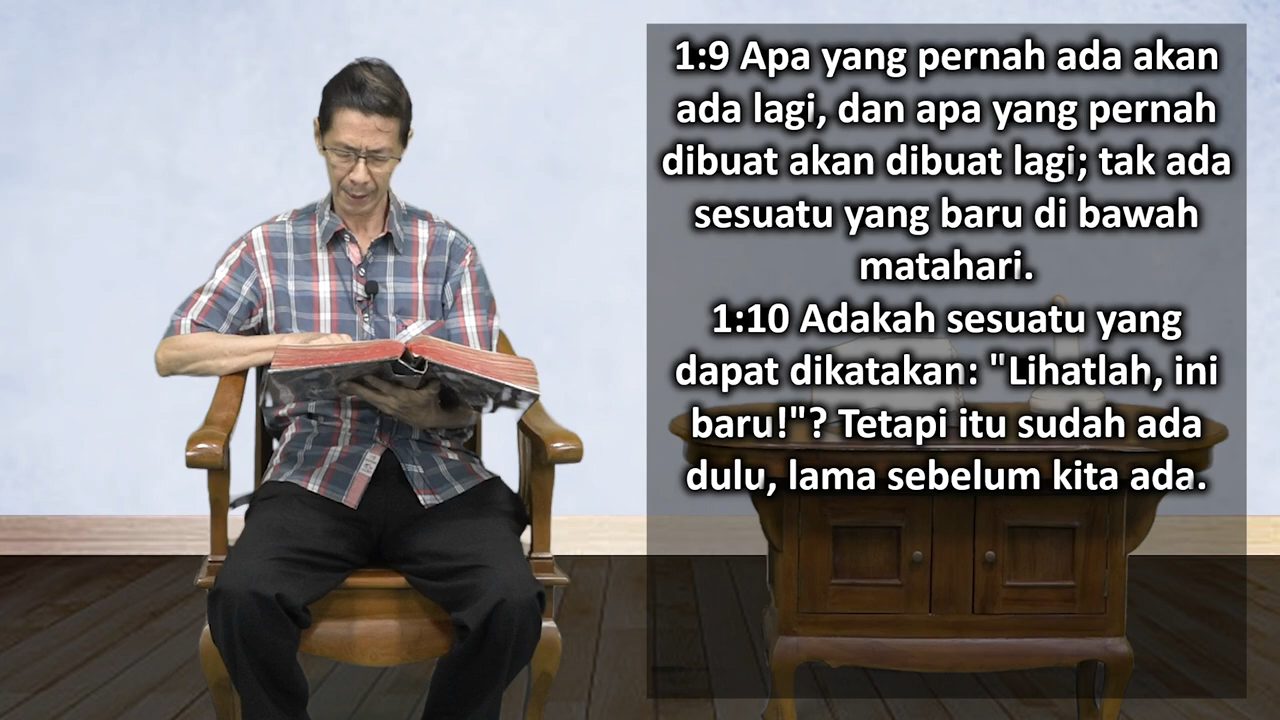 1:9 Apa yang pernah ada akan
ada lagi, dan apa yang pernah
dibuat akan dibuat lagi; tak ada
sesuatu yang baru di bawah
matahari.
1:10 Adakah sesuatu yang
dapat dikatakan: "Lihatlah, ini
baru!"? Tetapi itu sudah ada
dulu, lama sebelum kita ada.